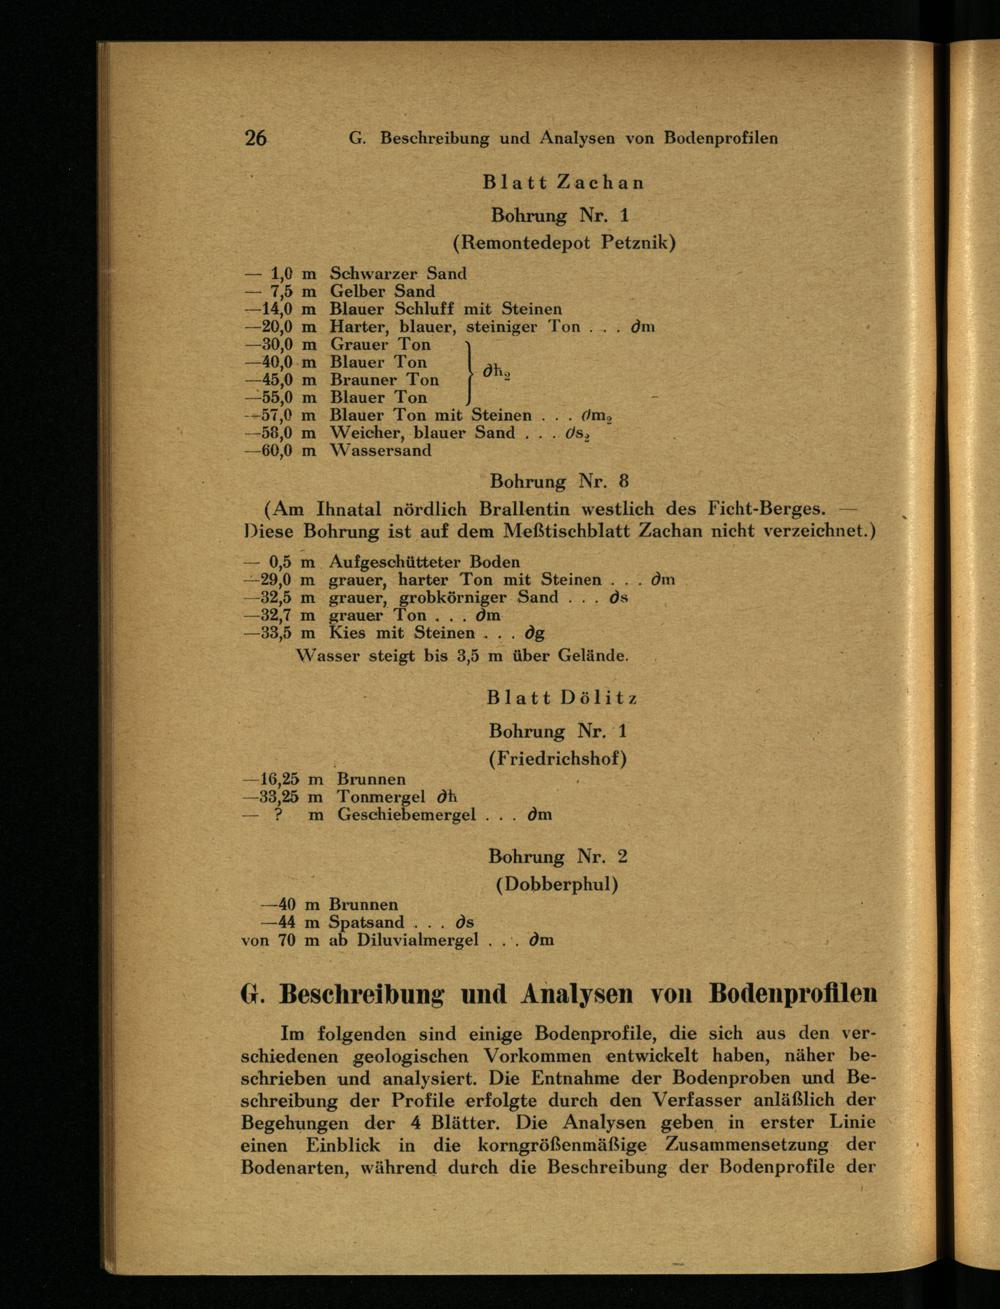 26 G. Beschreibung und Analysen von Bodenprofilen
Blatt Zachan
Bohrung Nr. 1
(Remontedepot Petznik)
— 1,0 m Schwarzer Sand
— 7,5 m Gelber Sand
—14,0 m Blauer Schluff mit Steinen
—20,0 m Harter, blauer, steiniger Ton . . . ∂m
—30,0 m Grauer Ton
—40,0 m Blauer Ton
—45,0 m Brauner Ton
—55,0 m Blauer Ton
} ∂h₂
—57,0 m Blauer Ton mit Steinen . . . ∂m₂
—58,0 m Weicher, blauer Sand . . . ∂s₂
—60,0 m Wassersand
Bohrung Nr. 8
(Am Ihnatal nördlich Brallentin westlich des Ficht-Berges. —
Diese Bohrung ist auf dem Meßtischblatt Zachan nicht verzeichnet.)
— 0,5 m Aufgeschütteter Boden
—29,0 m grauer, harter Ton mit Steinen . . . ∂m
—32,5 m grauer, grobkörniger Sand . . . ∂s
—32,7 m grauer Ton . . . ∂m
—33,5 m Kies mit Steinen . . . ∂g
Wasser steigt bis 3,5 m über Gelände.
Blatt Dölitz
Bohrung Nr. 1
(Friedrichshof)
—16,25 m Brunnen
—33,25 m Tonmergel ∂h
— ? m Geschiebemergel . . . ∂m
Bohrung Nr. 2
(Dobberphul)
—40 m Brunnen
—44 m Spatsand . . . ∂s
von 70 m ab Diluvialmergel . . . ∂m
G. Beschreibung und Analysen von Bodenprofilen
Im folgenden sind einige Bodenprofile, die sich aus den ver-
schiedenen geologischen Vorkommen entwickelt haben, näher be-
schrieben und analysiert. Die Entnahme der Bodenproben und Be-
schreibung der Profile erfolgte durch den Verfasser anläßlich der
Begehungen der 4 Blätter. Die Analysen geben in erster Linie
einen Einblick in die korngrößenmäßige Zusammensetzung der
Bodenarten, während durch die Beschreibung der Bodenprofile der